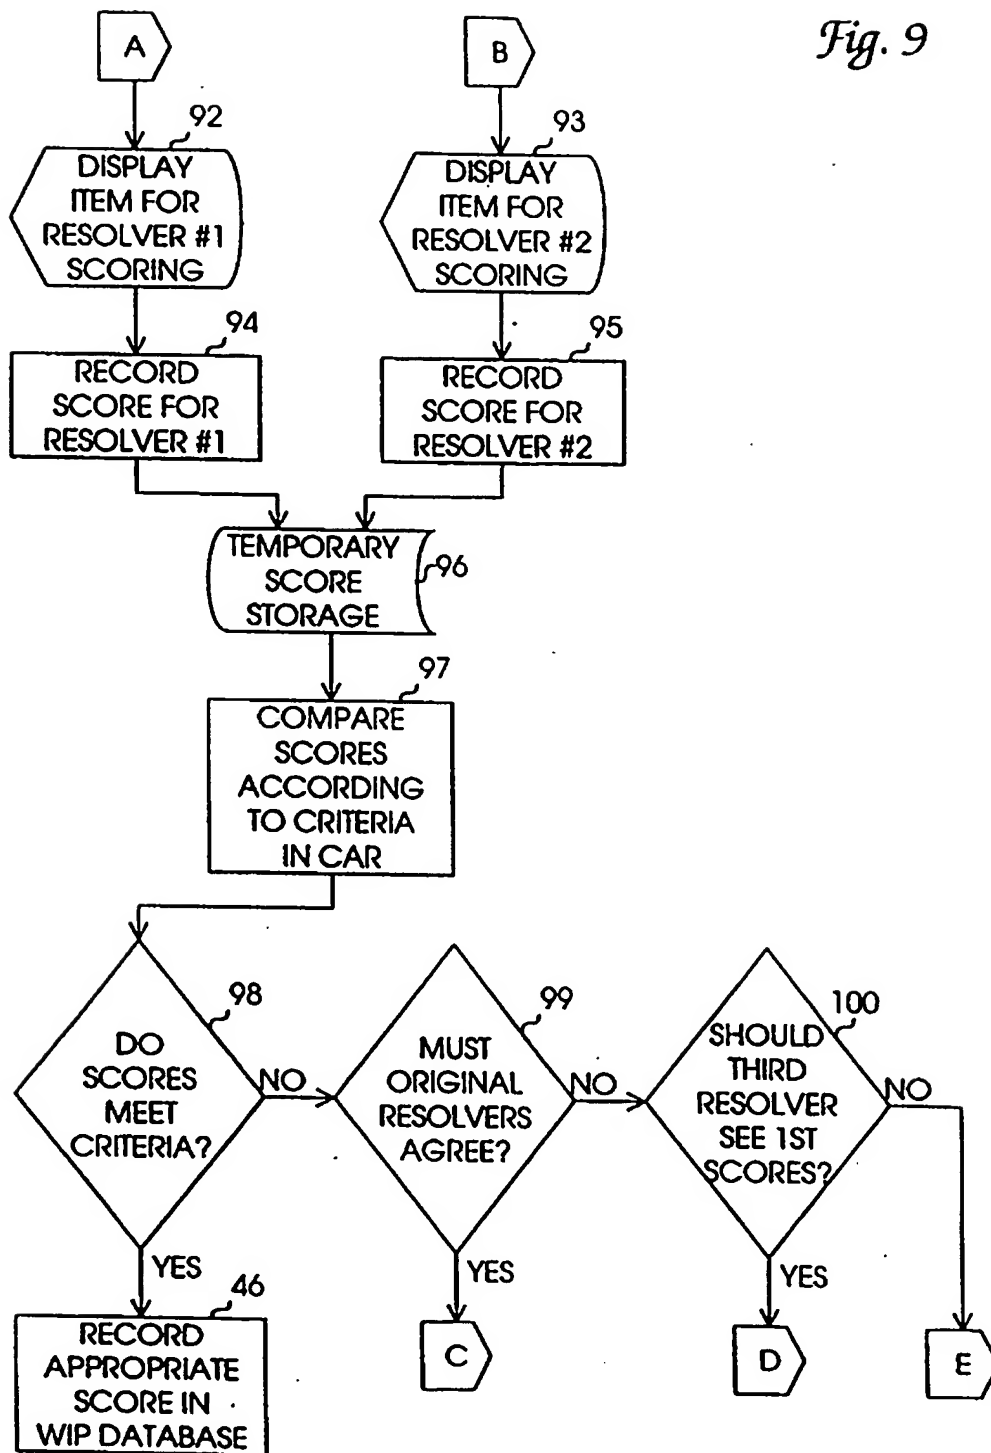 Fig. 9
A
B
92
DISPLAY
ITEM FOR
RESOLVER #1
SCORING
93
DISPLAY
ITEM FOR
RESOLVER #2
SCORING
94
RECORD
SCORE FOR
RESOLVER #1
95
RECORD
SCORE FOR
RESOLVER #2
TEMPORARY
SCORE
STORAGE
96
97
COMPARE
SCORES
ACCORDING
TO CRITERIA
IN CAR
98
DO
SCORES
MEET
CRITERIA?
NO
99
MUST
ORIGINAL
RESOLVERS
AGREE?
NO
100
SHOULD
THIRD
RESOLVER
SEE 1ST
SCORES?
NO
YES
YES
YES
46
RECORD
APPROPRIATE
SCORE IN
WIP DATABASE
C
D
E